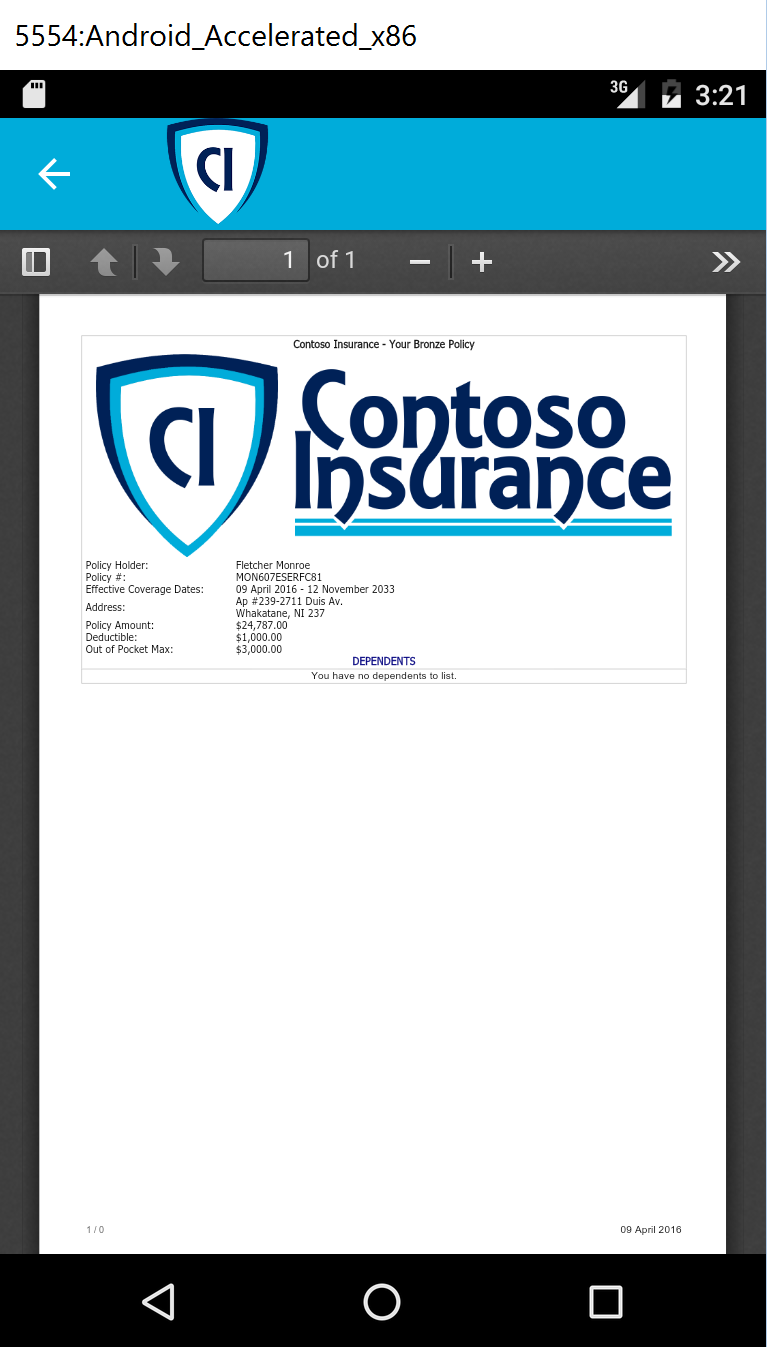 5554:Android_Accelerated_x86
3G 3:21
CI
1 of 1
Contoso Insurance - Your Bronze Policy
CI
Contoso
Insurance
Policy Holder: Fletcher Monroe
Policy #: MON607ESERFC81
Effective Coverage Dates: 09 April 2016 - 12 November 2033
Address: Ap #239-2711 Duis Av.
Whakatane, NI 237
Policy Amount: $24,787.00
Deductible: $1,000.00
Out of Pocket Max: $3,000.00
DEPENDENTS
You have no dependents to list.
1 / 0 09 April 2016